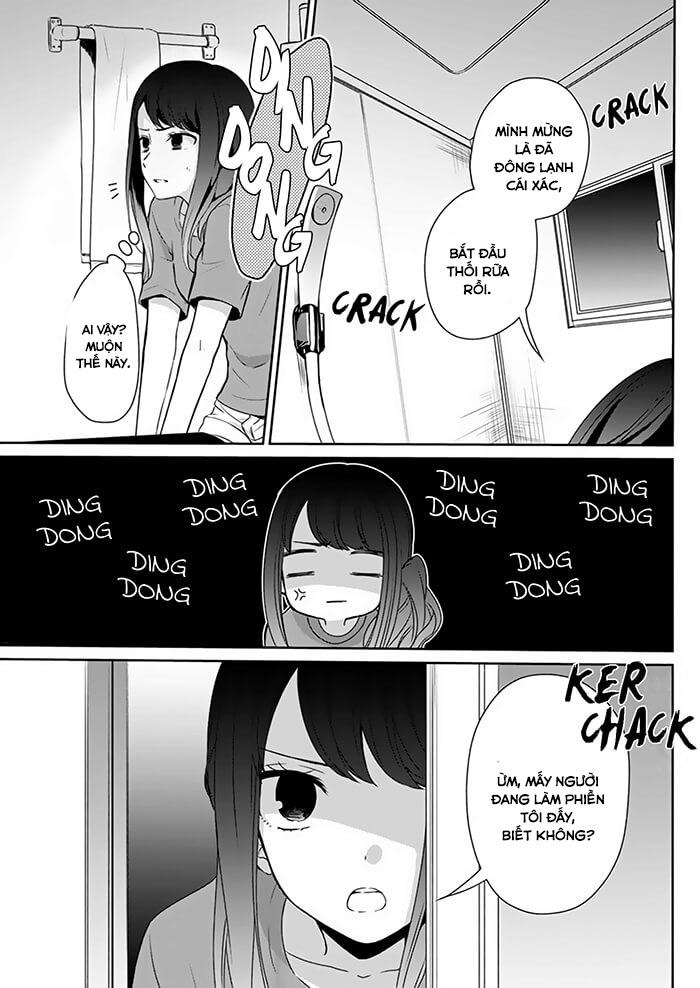 CRACK
MÌNH MỪNG
LÀ ĐÃ
ĐÔNG LẠNH
CÁI XÁC,
BẮT ĐẦU
THỐI RỮA
RỒI.
CRACK
DING
DONG
DING
DONG
AI VẬY?
MUỘN
THẾ NÀY.
DING
DONG
DING
DONG
DING
DONG
DING
DONG
DING
DONG
DING
DONG
KER
CHACK
ỪM, MẤY NGƯỜI
ĐANG LÀM PHIỀN
TÔI ĐẤY,
BIẾT KHÔNG?